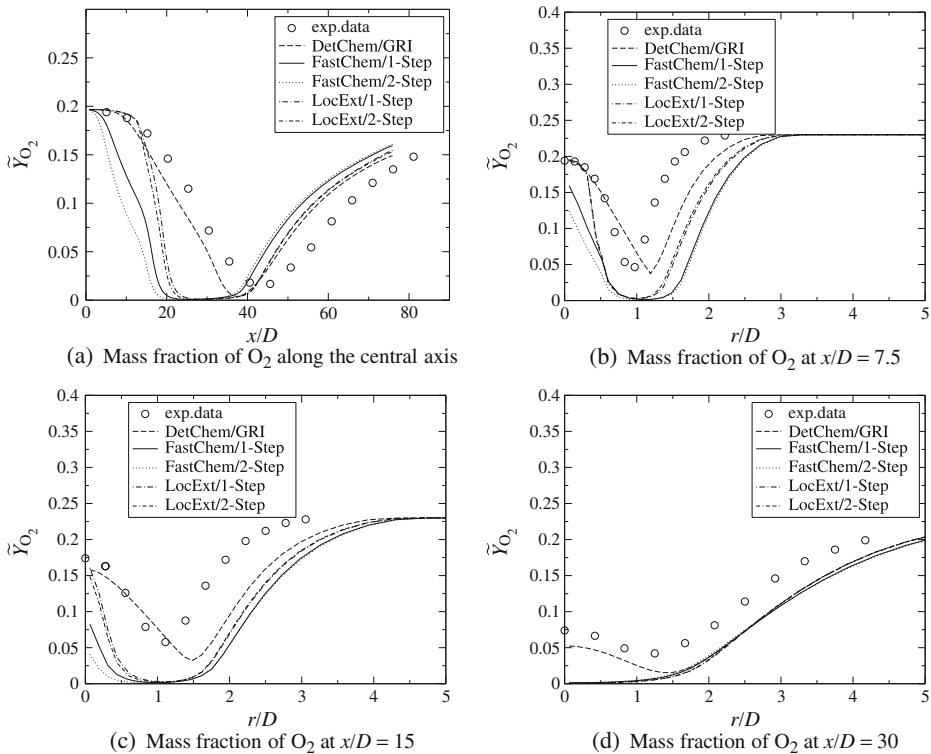 0.4
0.3
0.2
0.15
0.1
0.05
0
Ỹ_O₂
exp.data
DetChem/GRI
FastChem/1-Step
FastChem/2-Step
LocExt/1-Step
LocExt/2-Step
0 20 40 60 80
x/D
(a) Mass fraction of O₂ along the central axis
0.4
0.35
0.3
0.25
0.2
0.15
0.1
0.05
0
Ỹ_O₂
exp.data
DetChem/GRI
FastChem/1-Step
FastChem/2-Step
LocExt/1-Step
LocExt/2-Step
0 1 2 3 4 5
r/D
(b) Mass fraction of O₂ at x/D = 7.5
0.4
0.35
0.3
0.25
0.2
0.15
0.1
0.05
0
Ỹ_O₂
exp.data
DetChem/GRI
FastChem/1-Step
FastChem/2-Step
LocExt/1-Step
LocExt/2-Step
0 1 2 3 4 5
r/D
(c) Mass fraction of O₂ at x/D = 15
0.4
0.35
0.3
0.25
0.2
0.15
0.1
0.05
0
Ỹ_O₂
exp.data
DetChem/GRI
FastChem/1-Step
FastChem/2-Step
LocExt/1-Step
LocExt/2-Step
0 1 2 3 4 5
r/D
(d) Mass fraction of O₂ at x/D = 30